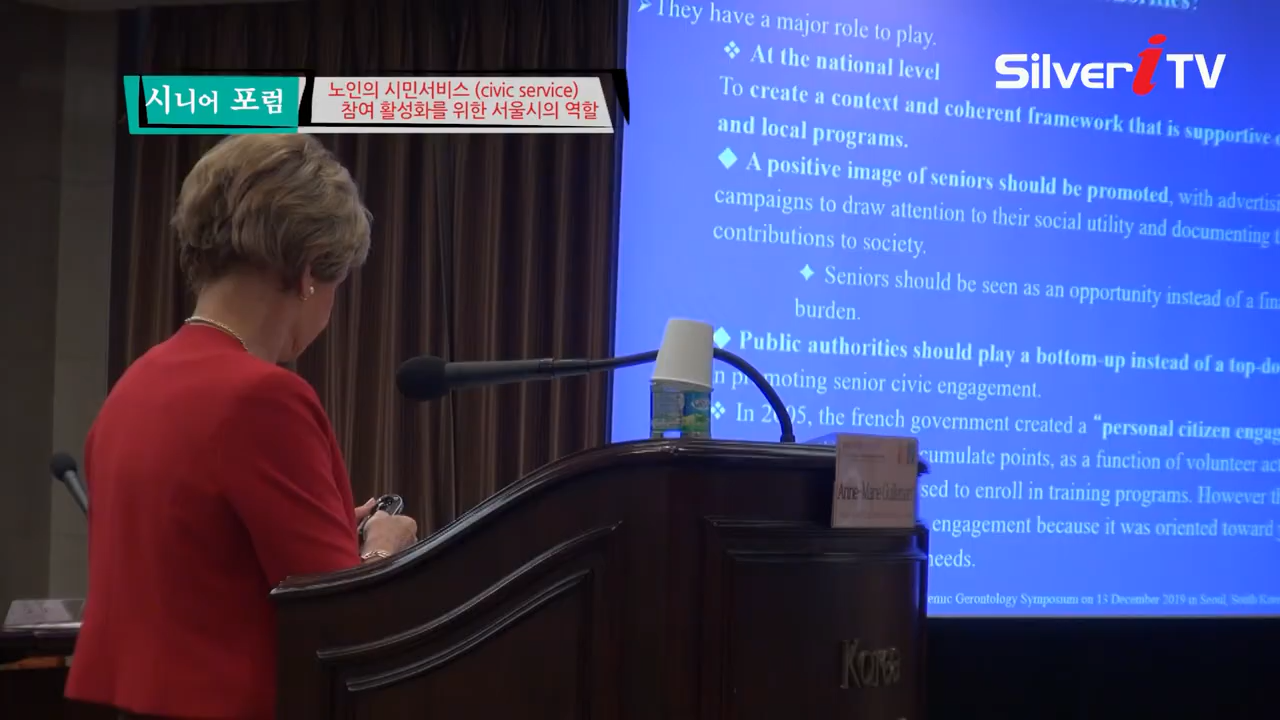 시니어 포럼
노인의 시민서비스 (civic service)
참여 활성화를 위한 서울시의 역할
Silver i TV
They have a major role to play.
At the national level
To create a context and coherent framework that is supportive
and local programs.
A positive image of seniors should be promoted, with
campaigns to draw attention to their social utility and documenting
contributions to society.
Seniors should be seen as an opportunity instead of a
burden.
Public authorities should play a bottom-up instead of a
promoting senior civic engagement.
In 2005, the french government created a "personal citizen
cumulate points, as a function of volunteer
sed to enroll in training programs. However
engagement because it was oriented toward
needs.
Gerontology Symposium on 13 December 2019 in Seoul, South
Anne-Marie
Korea